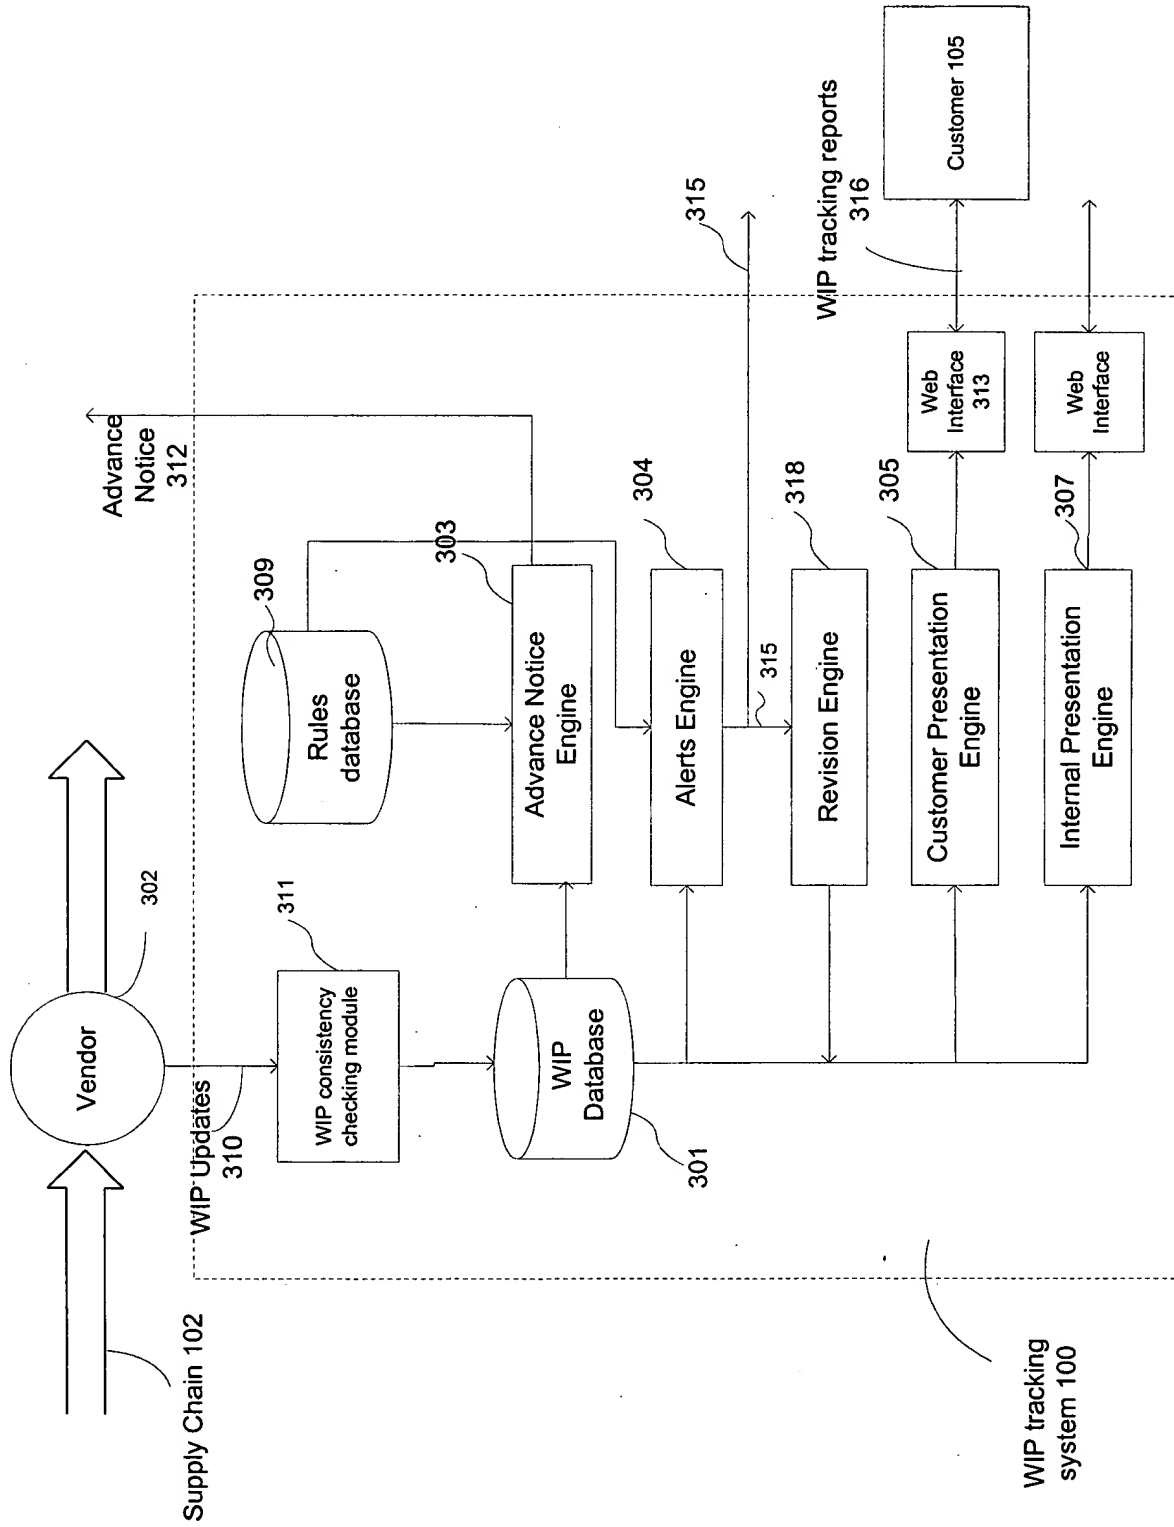 Supply Chain 102
Vendor
302
WIP Updates
310
Advance
Notice
312
309
Rules
database
311
WIP consistency
checking module
303
Advance Notice
Engine
WIP
Database
301
304
Alerts Engine
315
315
318
Revision Engine
305
Customer Presentation
Engine
Web
Interface
313
WIP tracking reports
316
Customer 105
307
Internal Presentation
Engine
Web
Interface
WIP tracking
system 100